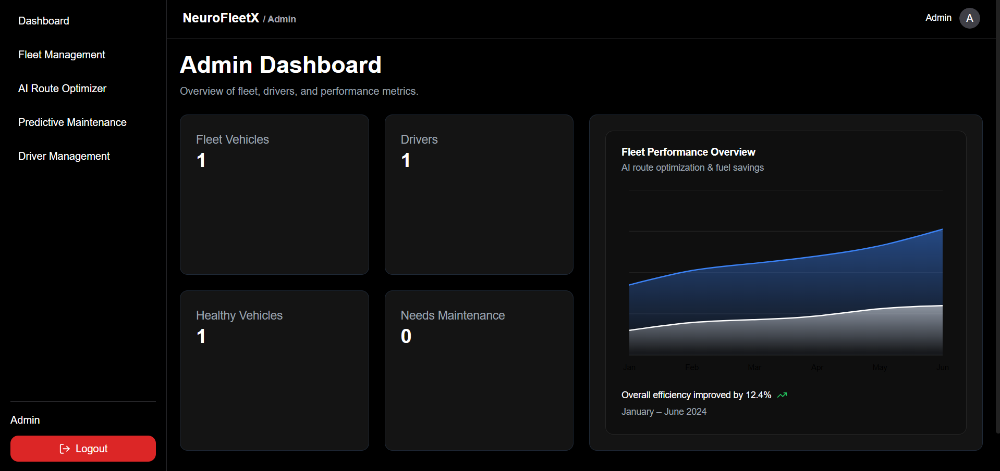 Dashboard
Fleet Management
AI Route Optimizer
Predictive Maintenance
Driver Management
Admin
Logout
NeuroFleetX / Admin
Admin A
Admin Dashboard
Overview of fleet, drivers, and performance metrics.
Fleet Vehicles
1
Drivers
1
Healthy Vehicles
1
Needs Maintenance
0
Fleet Performance Overview
AI route optimization & fuel savings
Jan Feb Mar Apr May Jun
Overall efficiency improved by 12.4%
January – June 2024